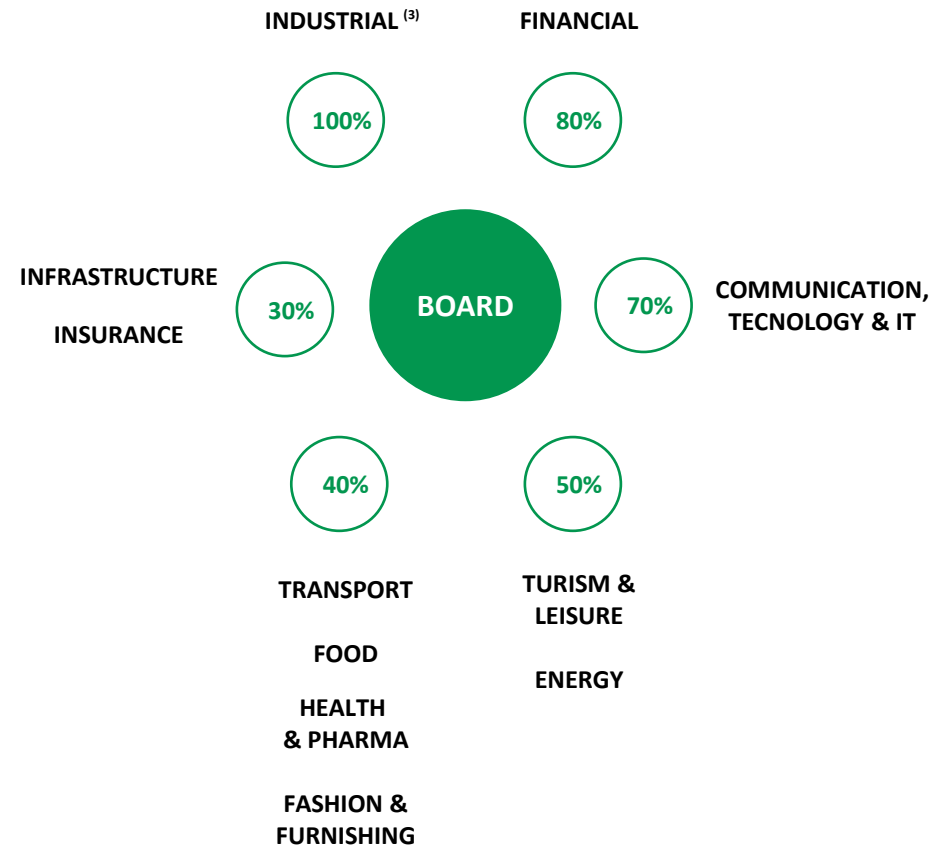 INDUSTRIAL (3)
FINANCIAL
100%
80%
INFRASTRUCTURE
INSURANCE
30%
BOARD
70%
COMMUNICATION,
TECNOLOGY & IT
40%
50%
TRANSPORT
FOOD
HEALTH
& PHARMA
FASHION &
FURNISHING
TURISM &
LEISURE
ENERGY